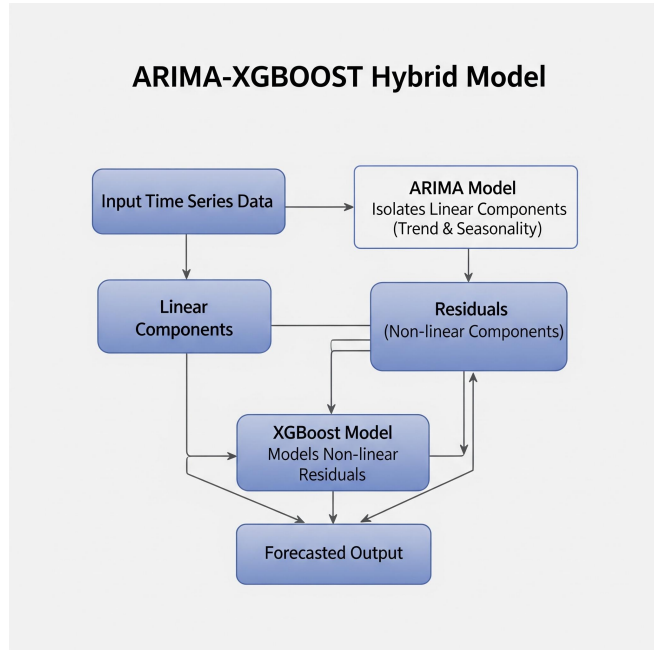 ARIMA-XGBOOST Hybrid Model
Input Time Series Data
ARIMA Model
Isolates Linear Components
(Trend & Seasonality)
Linear
Components
Residuals
(Non-linear Components)
XGBoost Model
Models Non-linear
Residuals
Forecasted Output